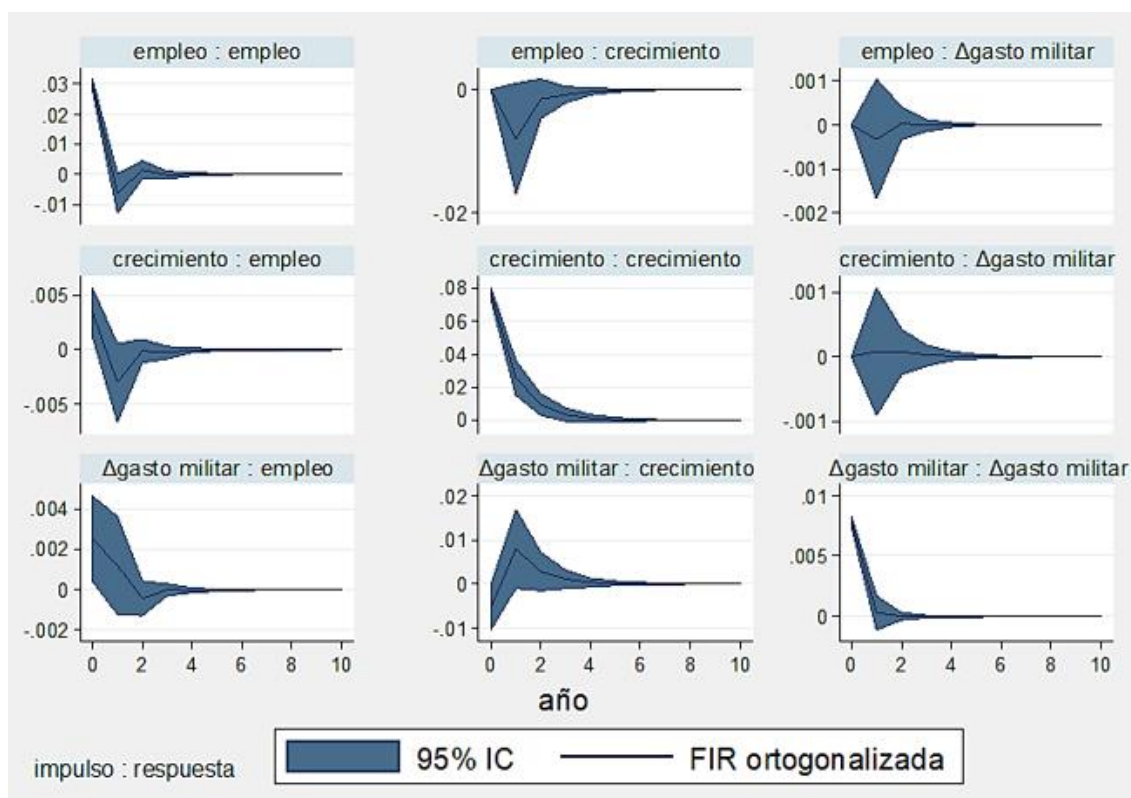 empleo : empleo
.03
.02
.01
0
-.01
empleo : crecimiento
0
-.02
empleo : Δgasto militar
.001
0
-.001
-.002
crecimiento : empleo
.005
0
-.005
crecimiento : crecimiento
.08
.06
.04
.02
0
crecimiento : Δgasto militar
.001
0
-.001
Δgasto militar : empleo
.004
.002
0
-.002
0 2 4 6 8 10
Δgasto militar : crecimiento
.02
.01
0
-.01
0 2 4 6 8 10
Δgasto militar : Δgasto militar
.01
.005
0
0 2 4 6 8 10
año
95% IC
FIR ortogonalizada
impulso : respuesta